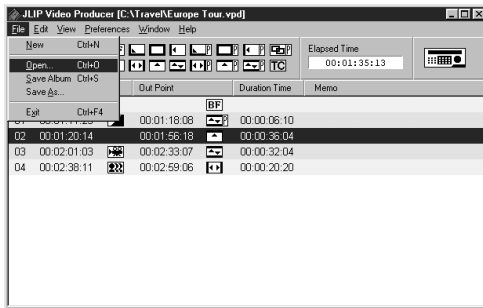 JLIP Video Producer [C:\Travel\Europe Tour.vpd]
File Edit View Preferences Window Help
New Ctrl+N
Open... Ctrl+O
Save Album Ctrl+S
Save As...
Exit Ctrl+F4
P P P P P
P P P TC
Elapsed Time
00:01:35:13
Out Point Duration Time Memo
BF
00:01:18:08 P 00:00:06:10
02 00:01:20:14 00:01:56:18 00:00:36:04
03 00:02:01:03 00:02:33:07 00:00:32:04
04 00:02:38:11 00:02:59:06 00:00:20:20